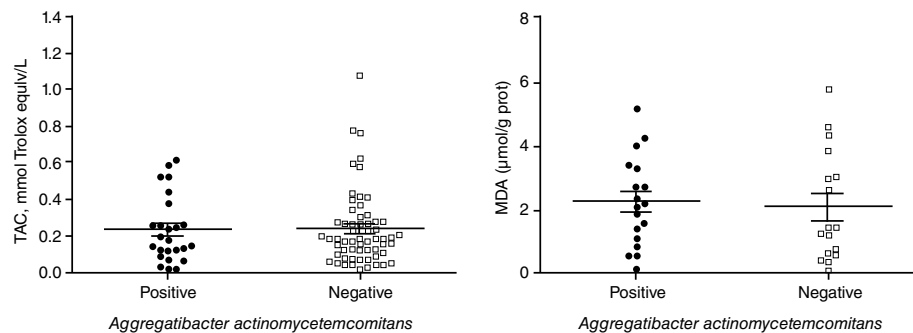 1.4
1.2
1.0
0.8
0.6
0.4
0.2
0.0
TAC, mmol Trolox equlv/L
Positive
Negative
Aggregatibacter actinomycetemcomitans
8
6
4
2
0
MDA (µmol/g prot)
Positive
Negative
Aggregatibacter actinomycetemcomitans